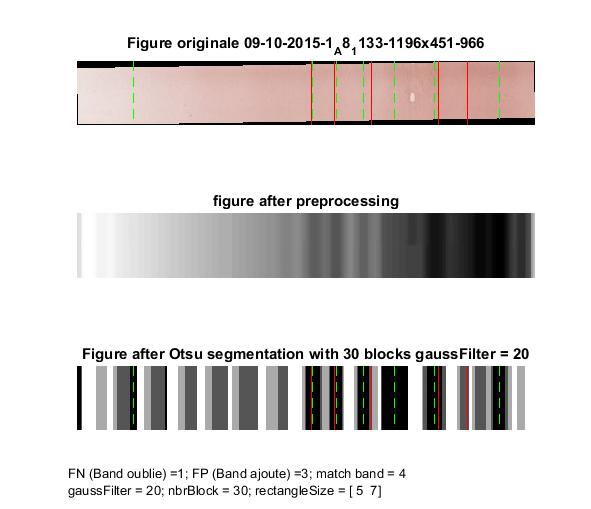 Figure originale 09-10-2015-1A81133-1196x451-966
figure after preprocessing
Figure after Otsu segmentation with 30 blocks gaussFilter = 20
FN (Band oublie) =1; FP (Band ajoute) =3; match band = 4
gaussFilter = 20; nbrBlock = 30; rectangleSize = [ 5  7]